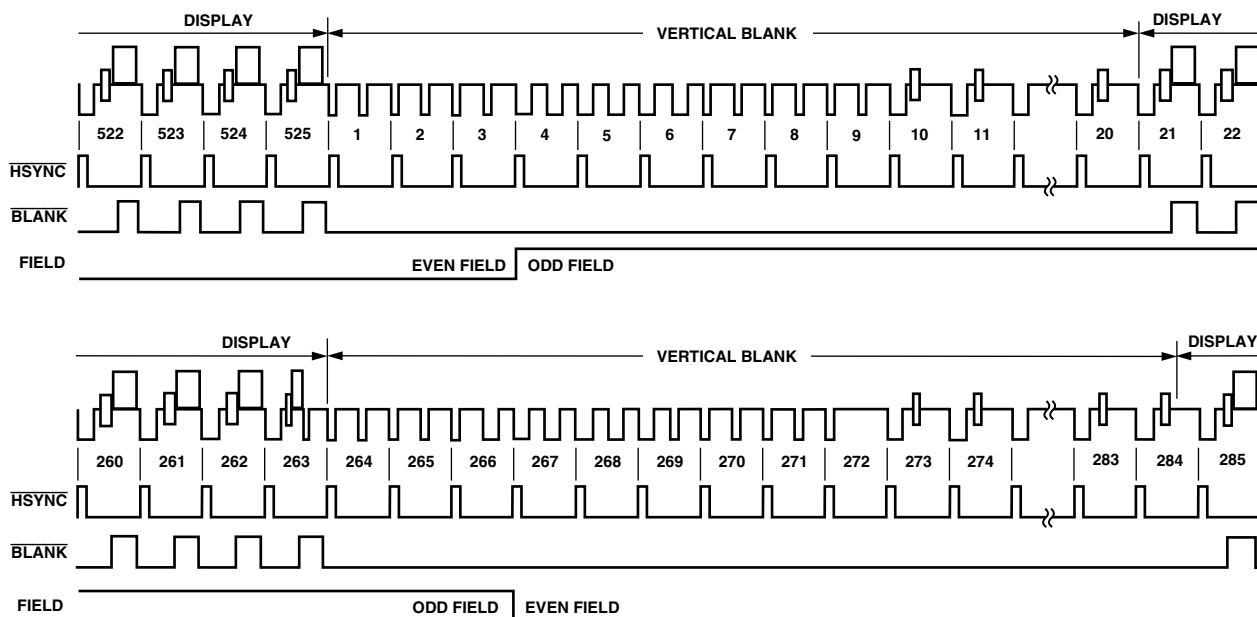 DISPLAY VERTICAL BLANK DISPLAY
522 523 524 525 1 2 3 4 5 6 7 8 9 10 11 20 21 22
HSYNC
BLANK
FIELD EVEN FIELD ODD FIELD
DISPLAY VERTICAL BLANK DISPLAY
260 261 262 263 264 265 266 267 268 269 270 271 272 273 274 283 284 285
HSYNC
BLANK
FIELD ODD FIELD EVEN FIELD